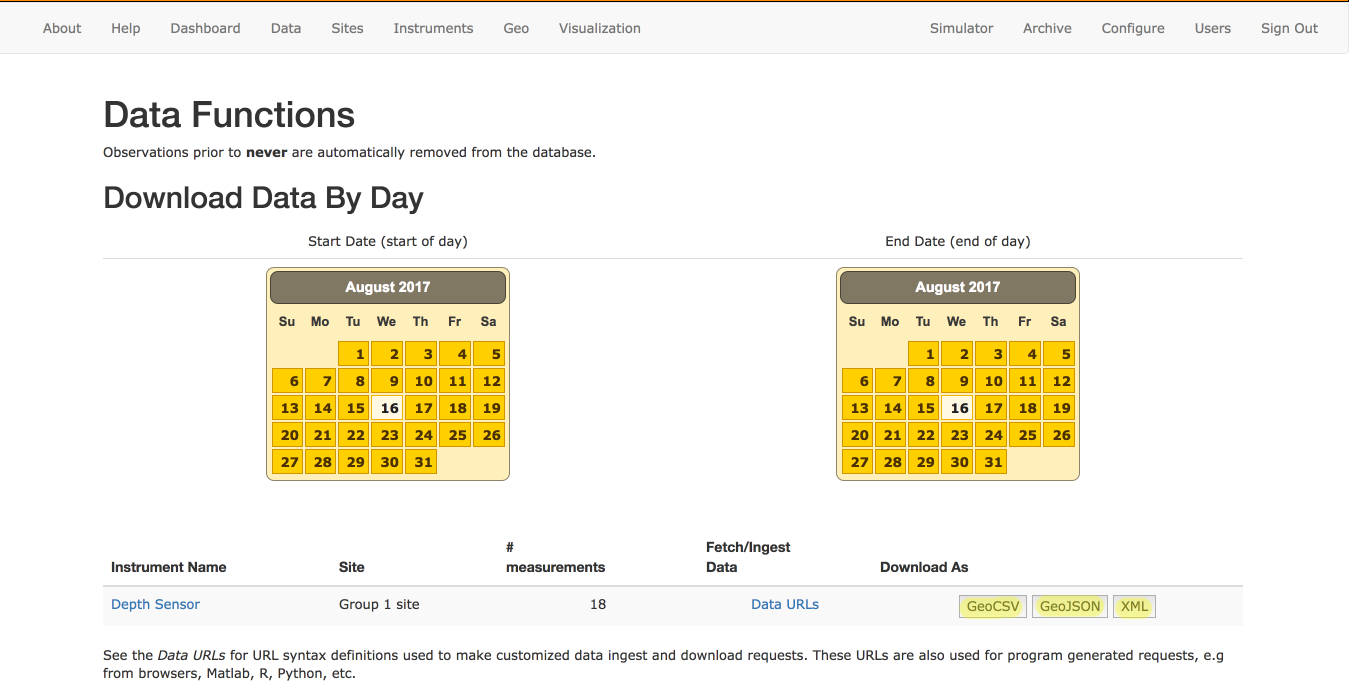 About Help Dashboard Data Sites Instruments Geo Visualization Simulator Archive Configure Users Sign Out
Data Functions
Observations prior to never are automatically removed from the database.
Download Data By Day
Start Date (start of day) End Date (end of day)
August 2017 August 2017
Su Mo Tu We Th Fr Sa Su Mo Tu We Th Fr Sa
1 2 3 4 5 1 2 3 4 5
6 7 8 9 10 11 12 6 7 8 9 10 11 12
13 14 15 16 17 18 19 13 14 15 16 17 18 19
20 21 22 23 24 25 26 20 21 22 23 24 25 26
27 28 29 30 31 27 28 29 30 31
# Fetch/Ingest
Instrument Name Site measurements Data Download As
Depth Sensor Group 1 site 18 Data URLs GeoCSV GeoJSON XML
See the Data URLs for URL syntax definitions used to make customized data ingest and download requests. These URLs are also used for program generated requests, e.g
from browsers, Matlab, R, Python, etc.